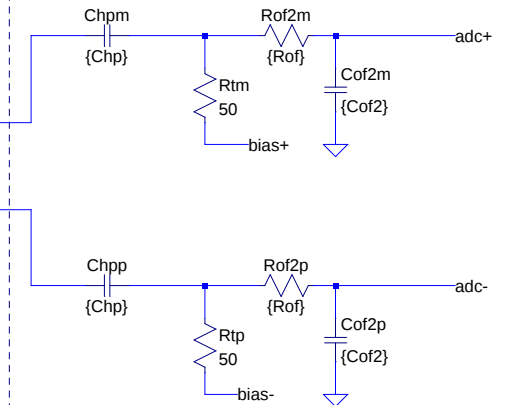 Chpm
{Chp}
Rof2m
{Rof}
adc+
Rtm
50
bias+
Cof2m
{Cof2}
Chpp
{Chp}
Rof2p
{Rof}
adc-
Rtp
50
bias-
Cof2p
{Cof2}